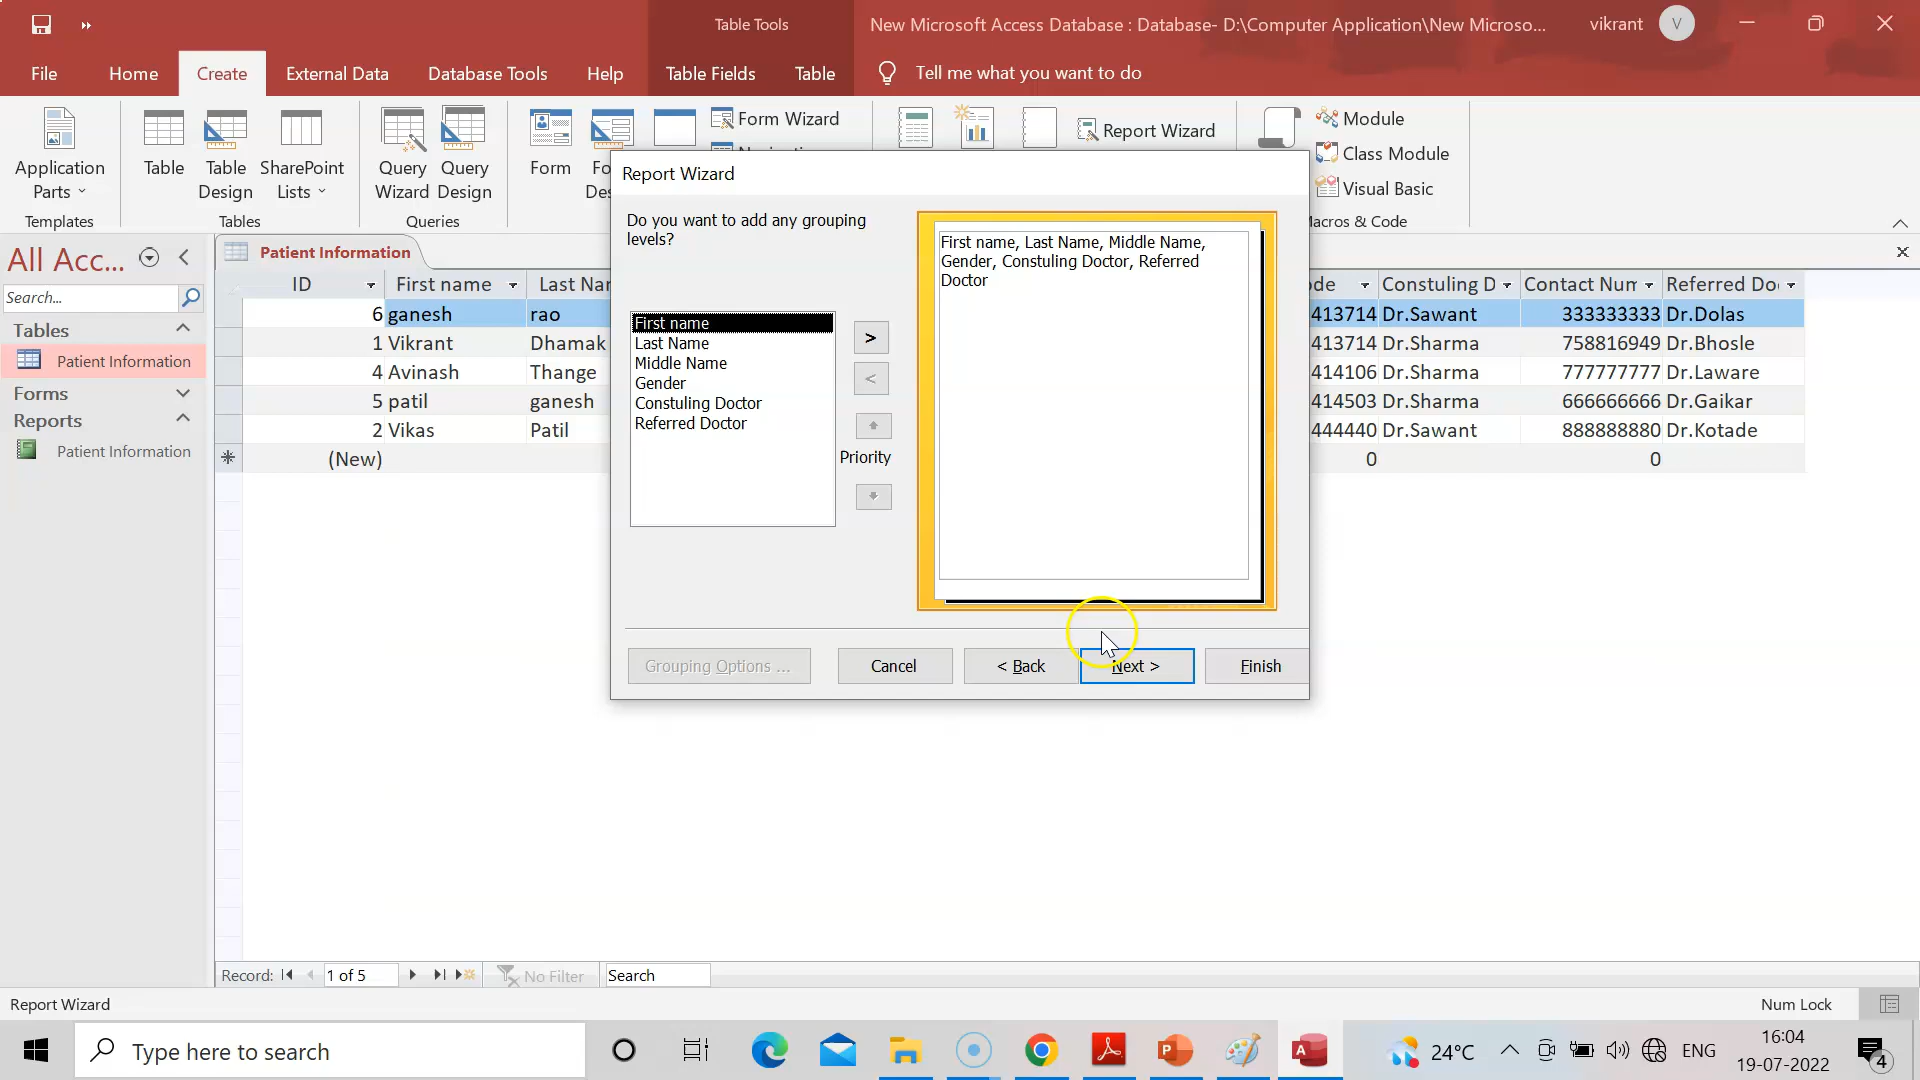 Table Tools
New Microsoft Access Database : Database- D:\Computer Application\New Microso...
vikrant
V
File
Home
Create
External Data
Database Tools
Help
Table Fields
Table
Tell me what you want to do
Application Parts
Table
Table Design
SharePoint Lists
Query Wizard
Query Design
Form
Fo
Des
Form Wizard
Report Wizard
Module
Class Module
Visual Basic
Templates
Tables
Queries
Macros & Code
All Acc...
Search...
Tables
Patient Information
Forms
Reports
Patient Information
Patient Information
ID First name Last Nar ode Constuling D Contact Num Referred Do
6 ganesh rao 413714 Dr.Sawant 333333333 Dr.Dolas
1 Vikrant Dhamak 413714 Dr.Sharma 758816949 Dr.Bhosle
4 Avinash Thange 414106 Dr.Sharma 777777777 Dr.Laware
5 patil ganesh 414503 Dr.Sharma 666666666 Dr.Gaikar
2 Vikas Patil 444440 Dr.Sawant 888888880 Dr.Kotade
(New) 0 0
Report Wizard
Do you want to add any grouping
levels?
First name
Last Name
Middle Name
Gender
Constuling Doctor
Referred Doctor
>
<
Priority
First name, Last Name, Middle Name,
Gender, Constuling Doctor, Referred
Doctor
Grouping Options ...
Cancel
< Back
Next >
Finish
Record: 1 of 5 No Filter Search
Report Wizard
Num Lock
Type here to search
24°C
ENG
16:04
19-07-2022
4